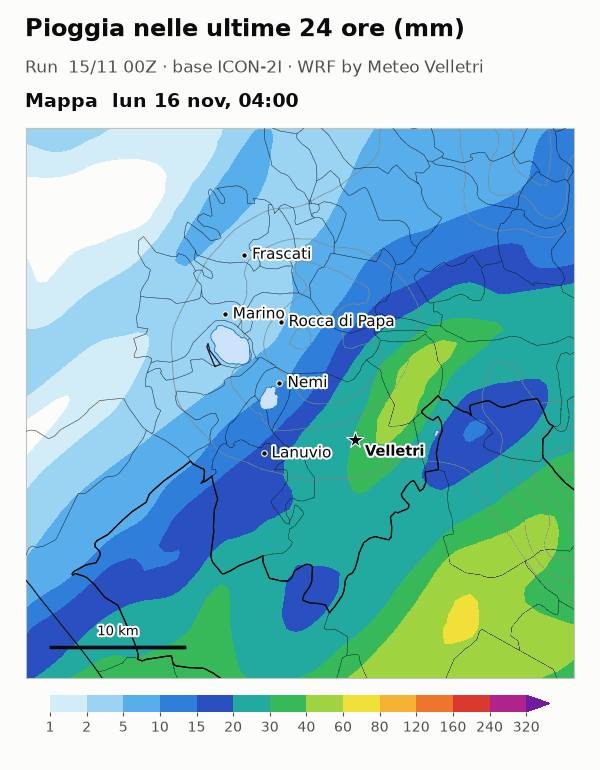 Pioggia nelle ultime 24 ore (mm)
Run  15/11 00Z · base ICON-2I · WRF by Meteo Velletri
Mappa  lun 16 nov, 04:00
Frascati
Marino
Rocca di Papa
Nemi
Velletri
Lanuvio
10 km
1 2 5 10 15 20 30 40 60 80 120 160 240 320